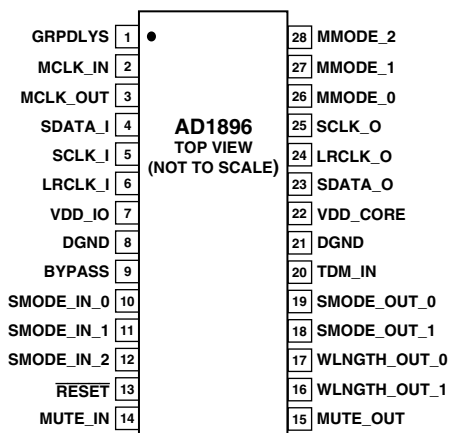 GRPDLYS 1 28 MMODE_2
MCLK_IN 2 27 MMODE_1
MCLK_OUT 3 26 MMODE_0
SDATA_I 4 AD1896 25 SCLK_O
SCLK_I 5 TOP VIEW 24 LRCLK_O
(NOT TO SCALE)
LRCLK_I 6 23 SDATA_O
VDD_IO 7 22 VDD_CORE
DGND 8 21 DGND
BYPASS 9 20 TDM_IN
SMODE_IN_0 10 19 SMODE_OUT_0
SMODE_IN_1 11 18 SMODE_OUT_1
SMODE_IN_2 12 17 WLNGTH_OUT_0
RESET 13 16 WLNGTH_OUT_1
MUTE_IN 14 15 MUTE_OUT